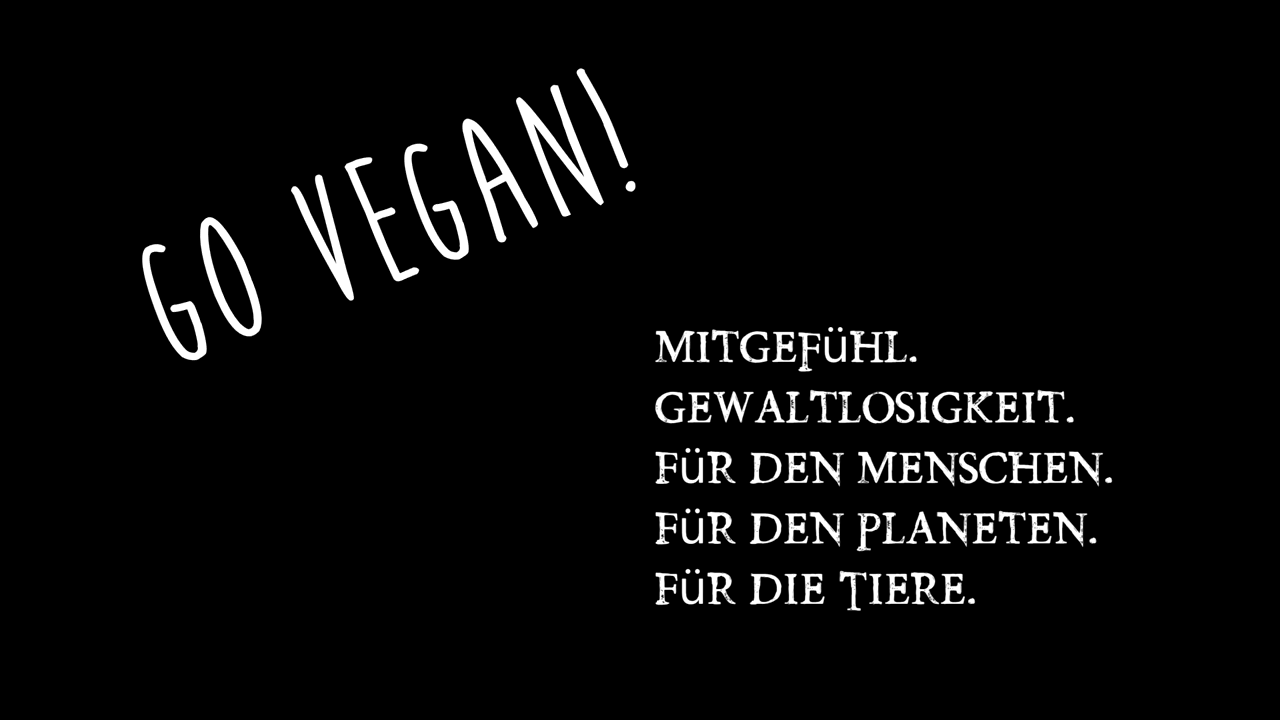 GO VEGAN!
MITGEFÜHL.
GEWALTLOSIGKEIT.
FÜR DEN MENSCHEN.
FÜR DEN PLANETEN.
FÜR DIE TIERE.